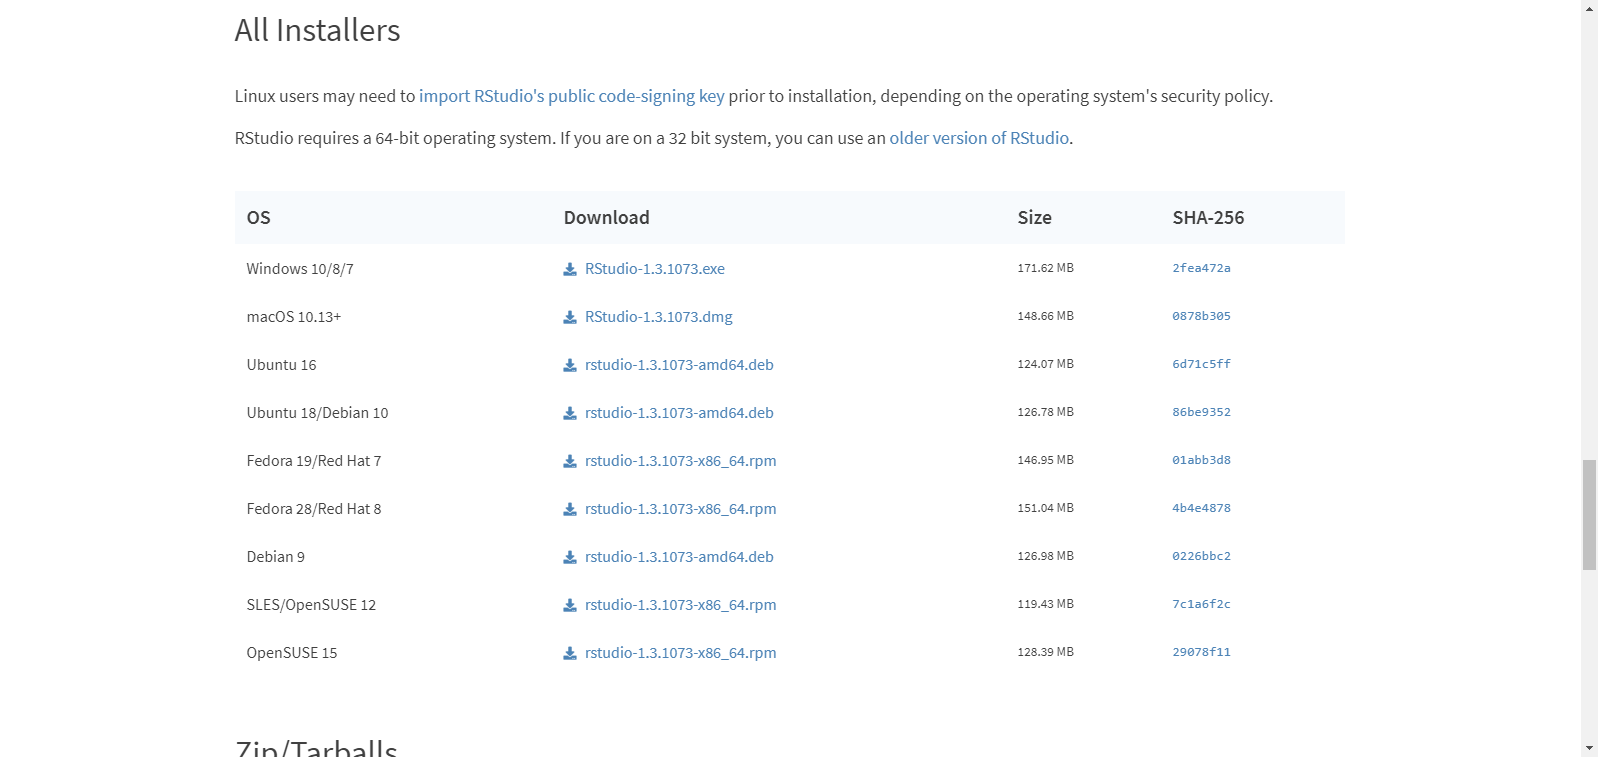 All Installers
Linux users may need to import RStudio's public code-signing key prior to installation, depending on the operating system's security policy.
RStudio requires a 64-bit operating system. If you are on a 32 bit system, you can use an older version of RStudio.
OS Download Size SHA-256
Windows 10/8/7 RStudio-1.3.1073.exe 171.62 MB 2fea472a
macOS 10.13+ RStudio-1.3.1073.dmg 148.66 MB 0878b305
Ubuntu 16 rstudio-1.3.1073-amd64.deb 124.07 MB 6d71c5ff
Ubuntu 18/Debian 10 rstudio-1.3.1073-amd64.deb 126.78 MB 86be9352
Fedora 19/Red Hat 7 rstudio-1.3.1073-x86_64.rpm 146.95 MB 01abb3d8
Fedora 28/Red Hat 8 rstudio-1.3.1073-x86_64.rpm 151.04 MB 4b4e4878
Debian 9 rstudio-1.3.1073-amd64.deb 126.98 MB 0226bbc2
SLES/OpenSUSE 12 rstudio-1.3.1073-x86_64.rpm 119.43 MB 7c1a6f2c
OpenSUSE 15 rstudio-1.3.1073-x86_64.rpm 128.39 MB 29078f11
Zip/Tarballs